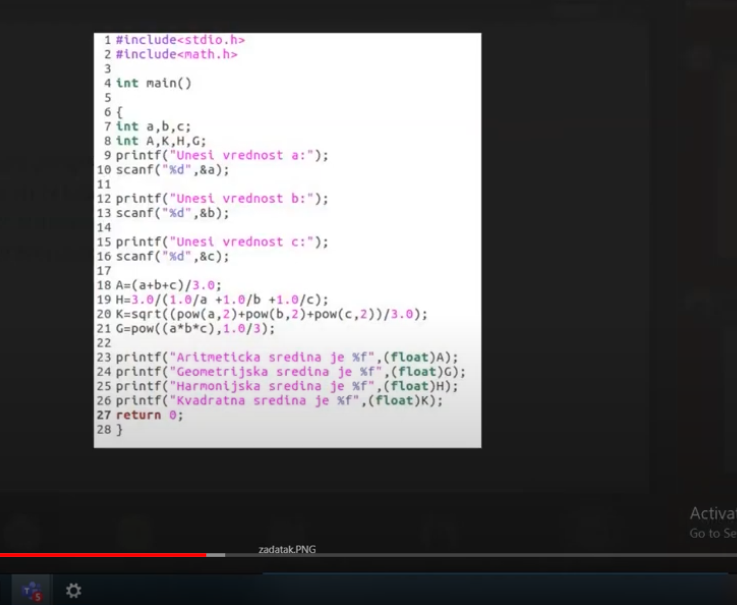 1 #include<stdio.h>
2 #include<math.h>
3
4 int main()
5
6 {
7 int a,b,c;
8 int A,K,H,G;
9 printf("Unesi vrednost a:");
10 scanf("%d",&a);
11
12 printf("Unesi vrednost b:");
13 scanf("%d",&b);
14
15 printf("Unesi vrednost c:");
16 scanf("%d",&c);
17
18 A=(a+b+c)/3.0;
19 H=3.0/(1.0/a +1.0/b +1.0/c);
20 K=sqrt((pow(a,2)+pow(b,2)+pow(c,2))/3.0);
21 G=pow((a*b*c),1.0/3);
22
23 printf("Aritmeticka sredina je %f",(float)A);
24 printf("Geometrijska sredina je %f",(float)G);
25 printf("Harmonijska sredina je %f",(float)H);
26 printf("Kvadratna sredina je %f",(float)K);
27 return 0;
28 }
Activat
Go to Se
zadatak.PNG